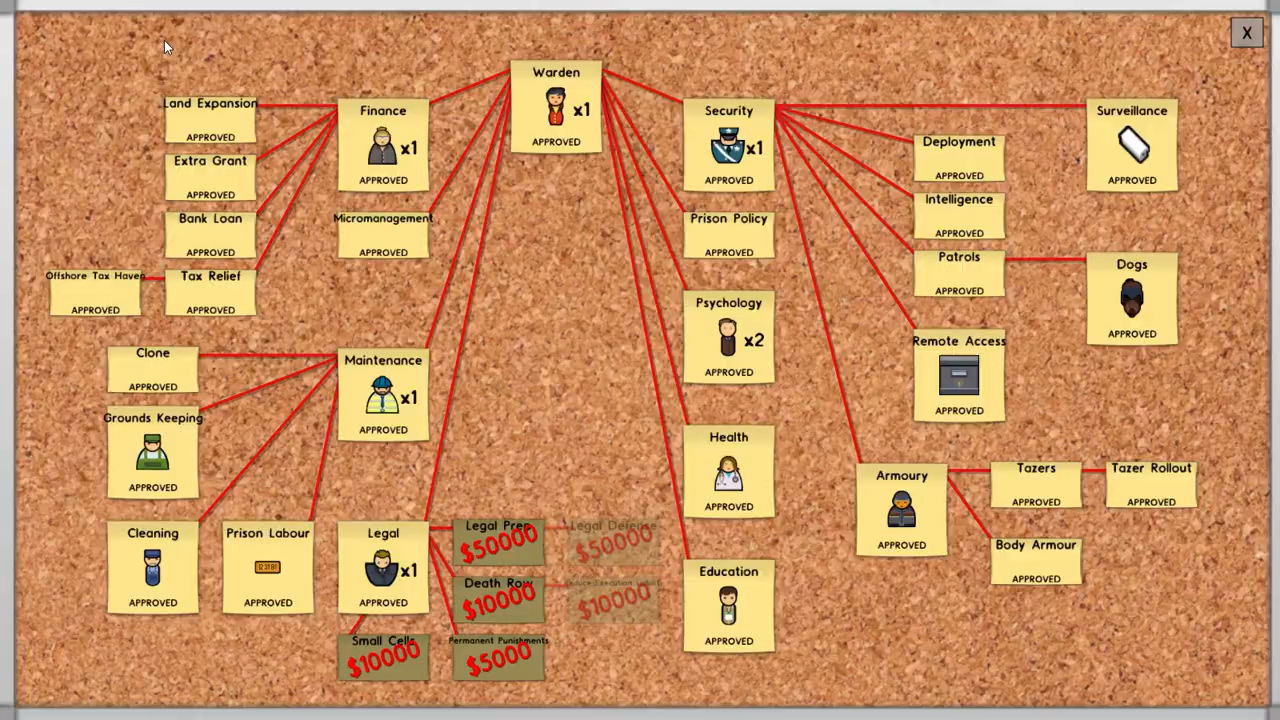 X
Warden
x1
APPROVED
Land Expansion
APPROVED
Finance
x1
APPROVED
Extra Grant
APPROVED
Bank Loan
APPROVED
Micromanagement
APPROVED
Offshore Tax Haven
APPROVED
Tax Relief
APPROVED
Clone
APPROVED
Maintenance
x1
APPROVED
Grounds Keeping
APPROVED
Cleaning
APPROVED
Prison Labour
APPROVED
Legal
x1
APPROVED
Legal Prep
$50000
Legal Defense
$50000
Death Row
$10000
$10000
Small Cells
$10000
Permanent Punishments
$5000
Security
x1
APPROVED
Prison Policy
APPROVED
Psychology
x2
APPROVED
Health
APPROVED
Education
APPROVED
Surveillance
APPROVED
Deployment
APPROVED
Intelligence
APPROVED
Patrols
APPROVED
Dogs
APPROVED
Remote Access
APPROVED
Armoury
APPROVED
Tazers
APPROVED
Tazer Rollout
APPROVED
Body Armour
APPROVED